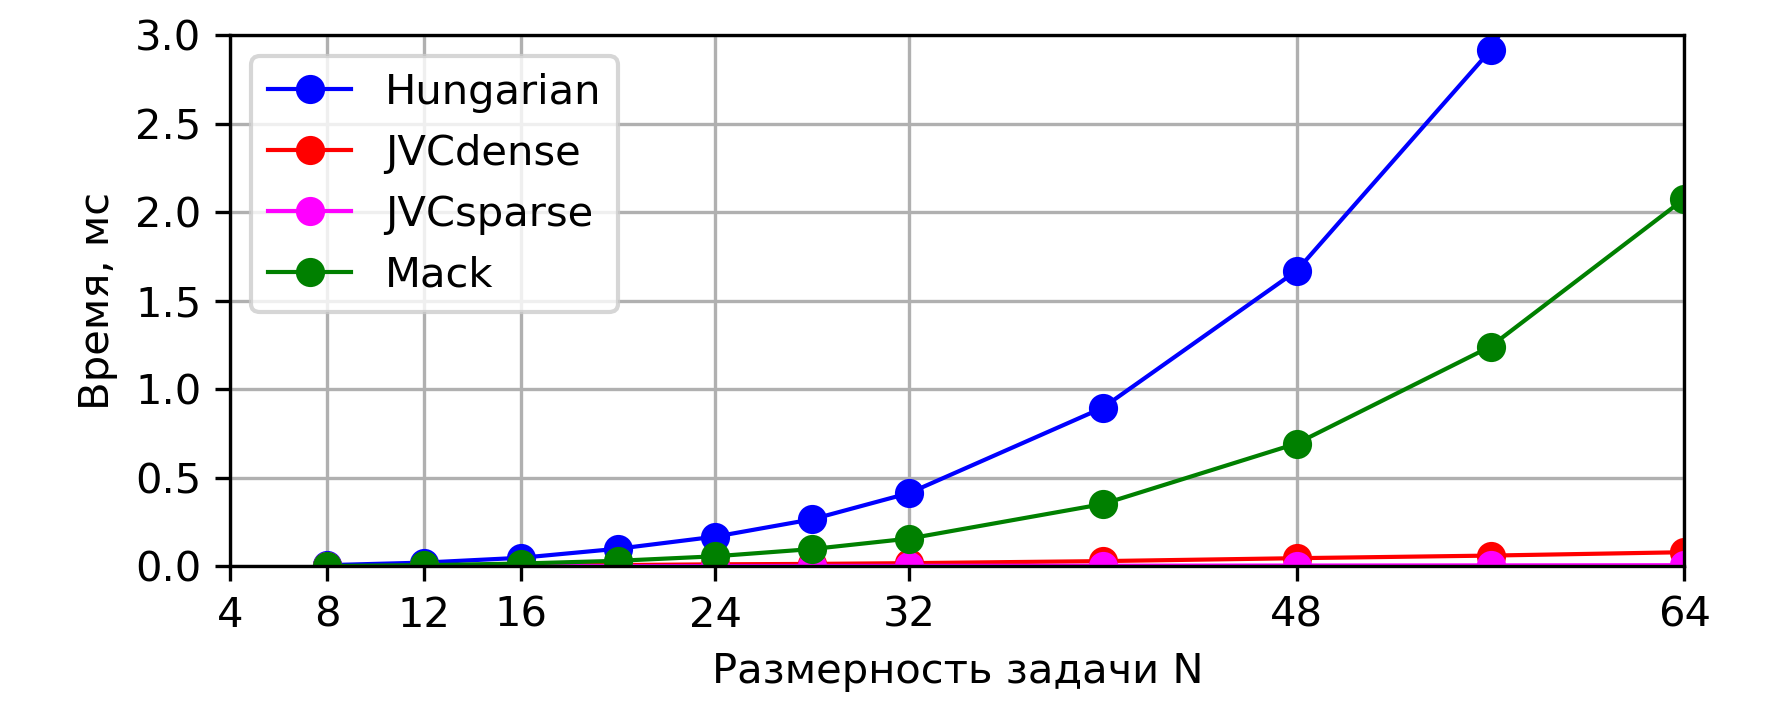 3.0
2.5
2.0
1.5
1.0
0.5
0.0
Время, мс
Hungarian
JVCdense
JVCsparse
Mack
4 8 12 16 24 32 48 64
Размерность задачи N